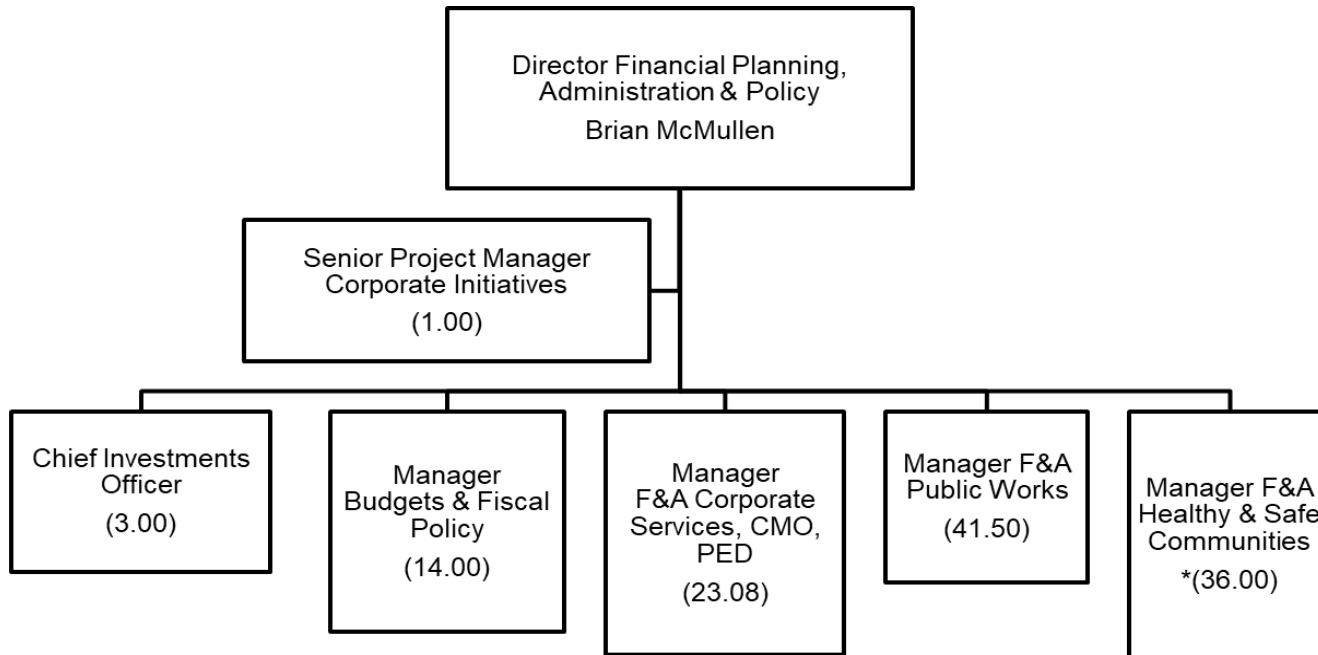 Director Financial Planning,
Administration & Policy
Brian McMullen
Senior Project Manager
Corporate Initiatives
(1.00)
Chief Investments
Officer
(3.00)
Manager
Budgets & Fiscal
Policy
(14.00)
Manager
F&A Corporate
Services, CMO,
PED
(23.08)
Manager F&A
Public Works
(41.50)
Manager F&A
Healthy & Safe
Communities
*(36.00)